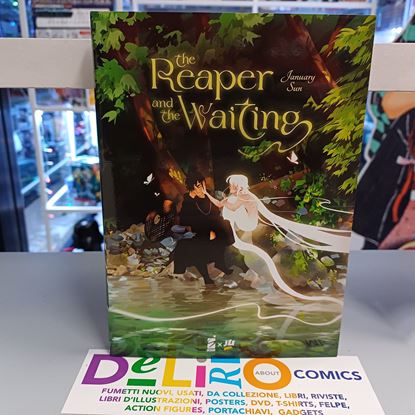 the
Reaper
and the Waiting
January
Sun
DeLiRiO ABOUT COMICS
FUMETTI NUOVI, USATI, DA COLLEZIONE, LIBRI, RIVISTE,
LIBRI D'ILLUSTRAZIONI, POSTERS, DVD, T-SHIRTS, FELPE,
ACTION FIGURES, PORTACHIAVI, GADGETS